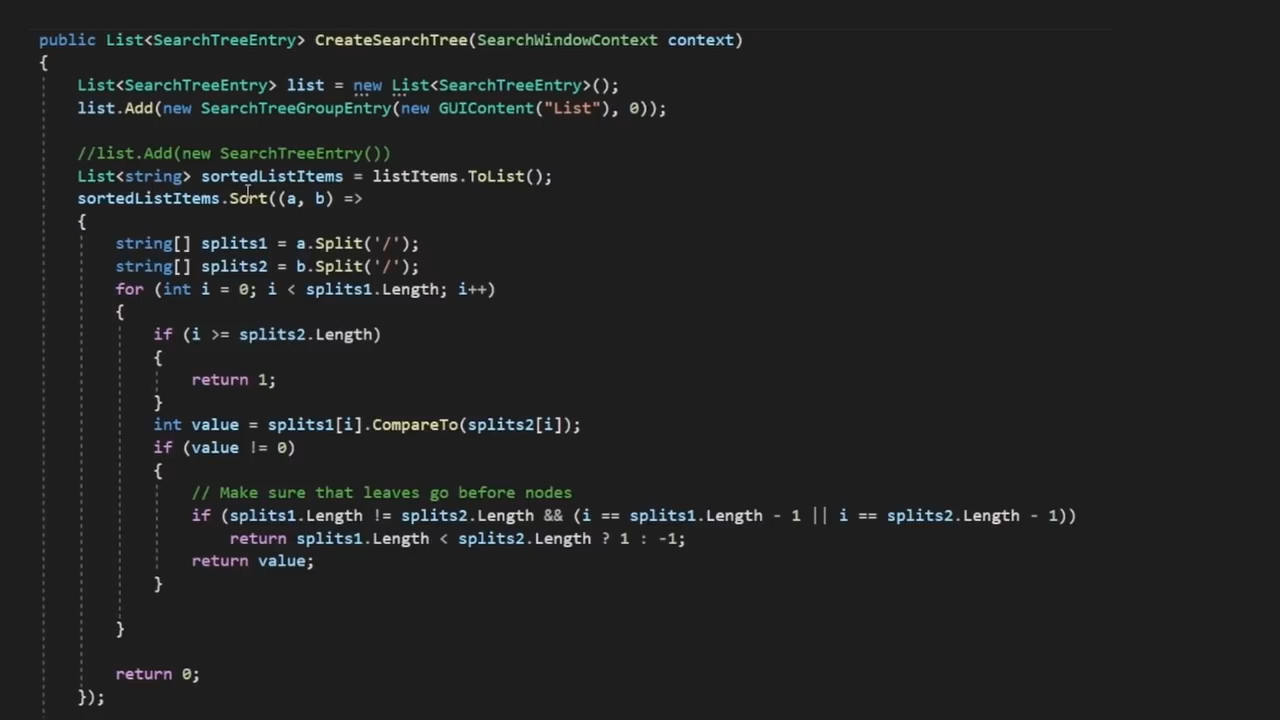 public List<SearchTreeEntry> CreateSearchTree(SearchWindowContext context)
{
List<SearchTreeEntry> list = new List<SearchTreeEntry>();
list.Add(new SearchTreeGroupEntry(new GUIContent("List"), 0));
//list.Add(new SearchTreeEntry())
List<string> sortedListItems = listItems.ToList();
sortedListItems.Sort((a, b) =>
{
string[] splits1 = a.Split('/');
string[] splits2 = b.Split('/');
for (int i = 0; i < splits1.Length; i++)
{
if (i >= splits2.Length)
{
return 1;
}
int value = splits1[i].CompareTo(splits2[i]);
if (value != 0)
{
// Make sure that leaves go before nodes
if (splits1.Length != splits2.Length && (i == splits1.Length - 1 || i == splits2.Length - 1))
return splits1.Length < splits2.Length ? 1 : -1;
return value;
}
}
return 0;
});